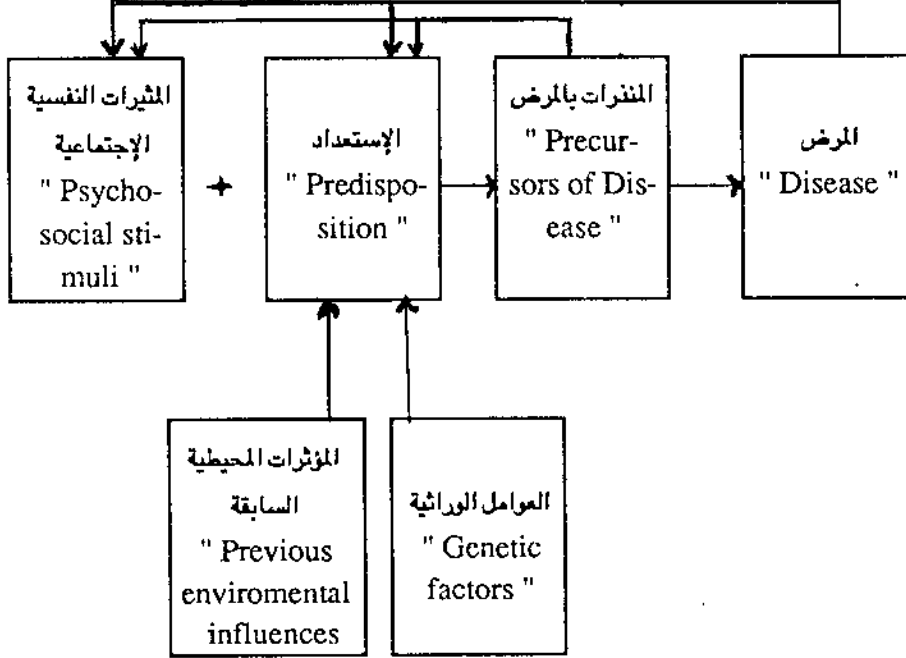 المثيرات النفسية
الإجتماعية
" Psycho-
social sti-
muli "
+
الإستعداد
" Predispo-
sition "
المنذرات بالمرض
" Precur-
sors of Dis-
ease "
المرض
" Disease "
المؤثرات المحيطية
السابقة
" Previous
enviromental
influences
العوامل الوراثية
" Genetic
factors "